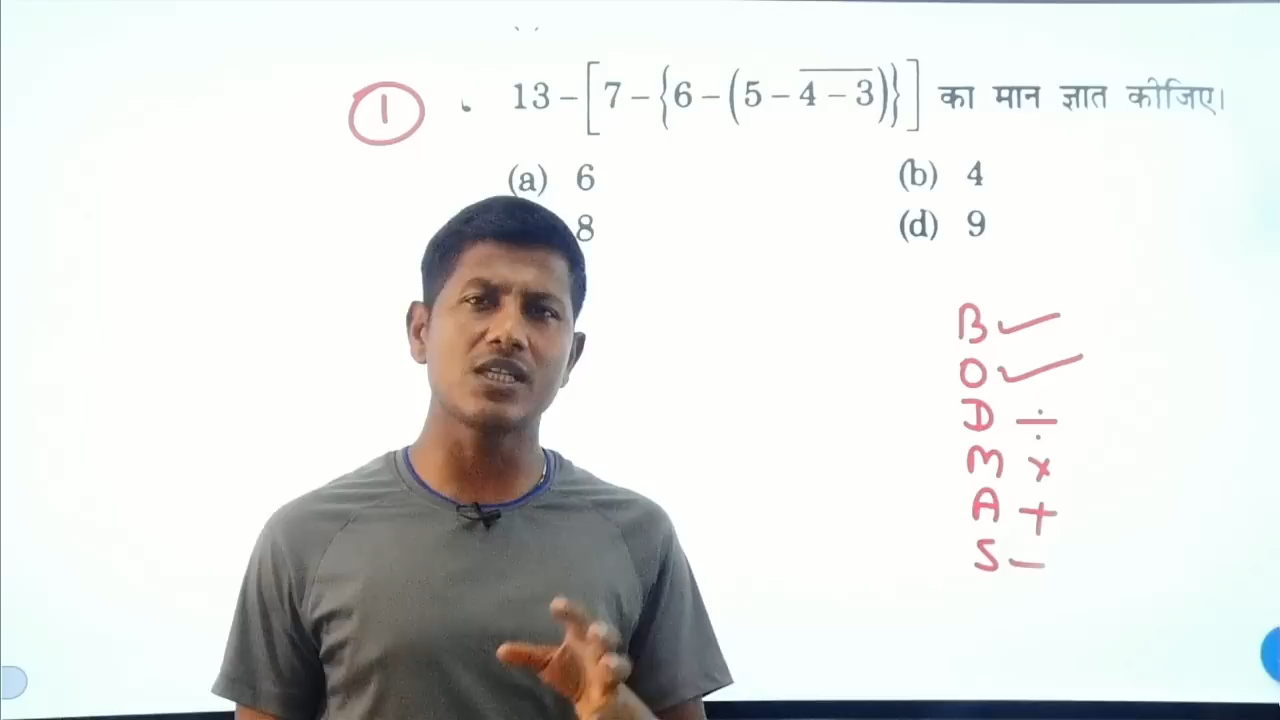 1 13 – [7 – {6 – (5 – 4̅ ̅–̅ ̅3̅)}] का मान ज्ञात कीजिए।
(a) 6 (b) 4
8 (d) 9
B ✓
O ✓
D ÷
M ×
A +
S –